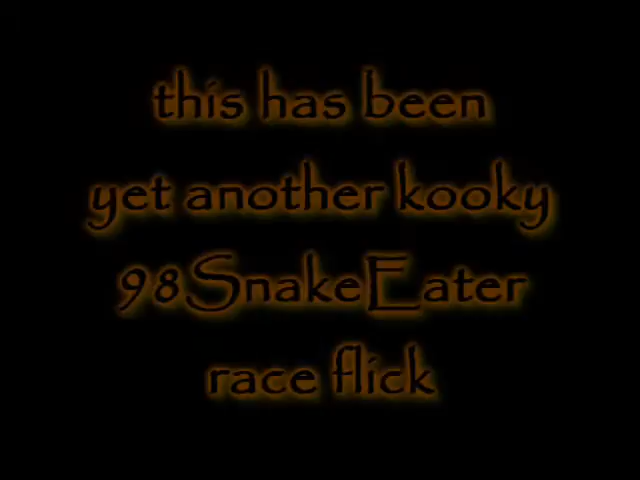 this has been
yet another kooky
98SnakeEater
race flick